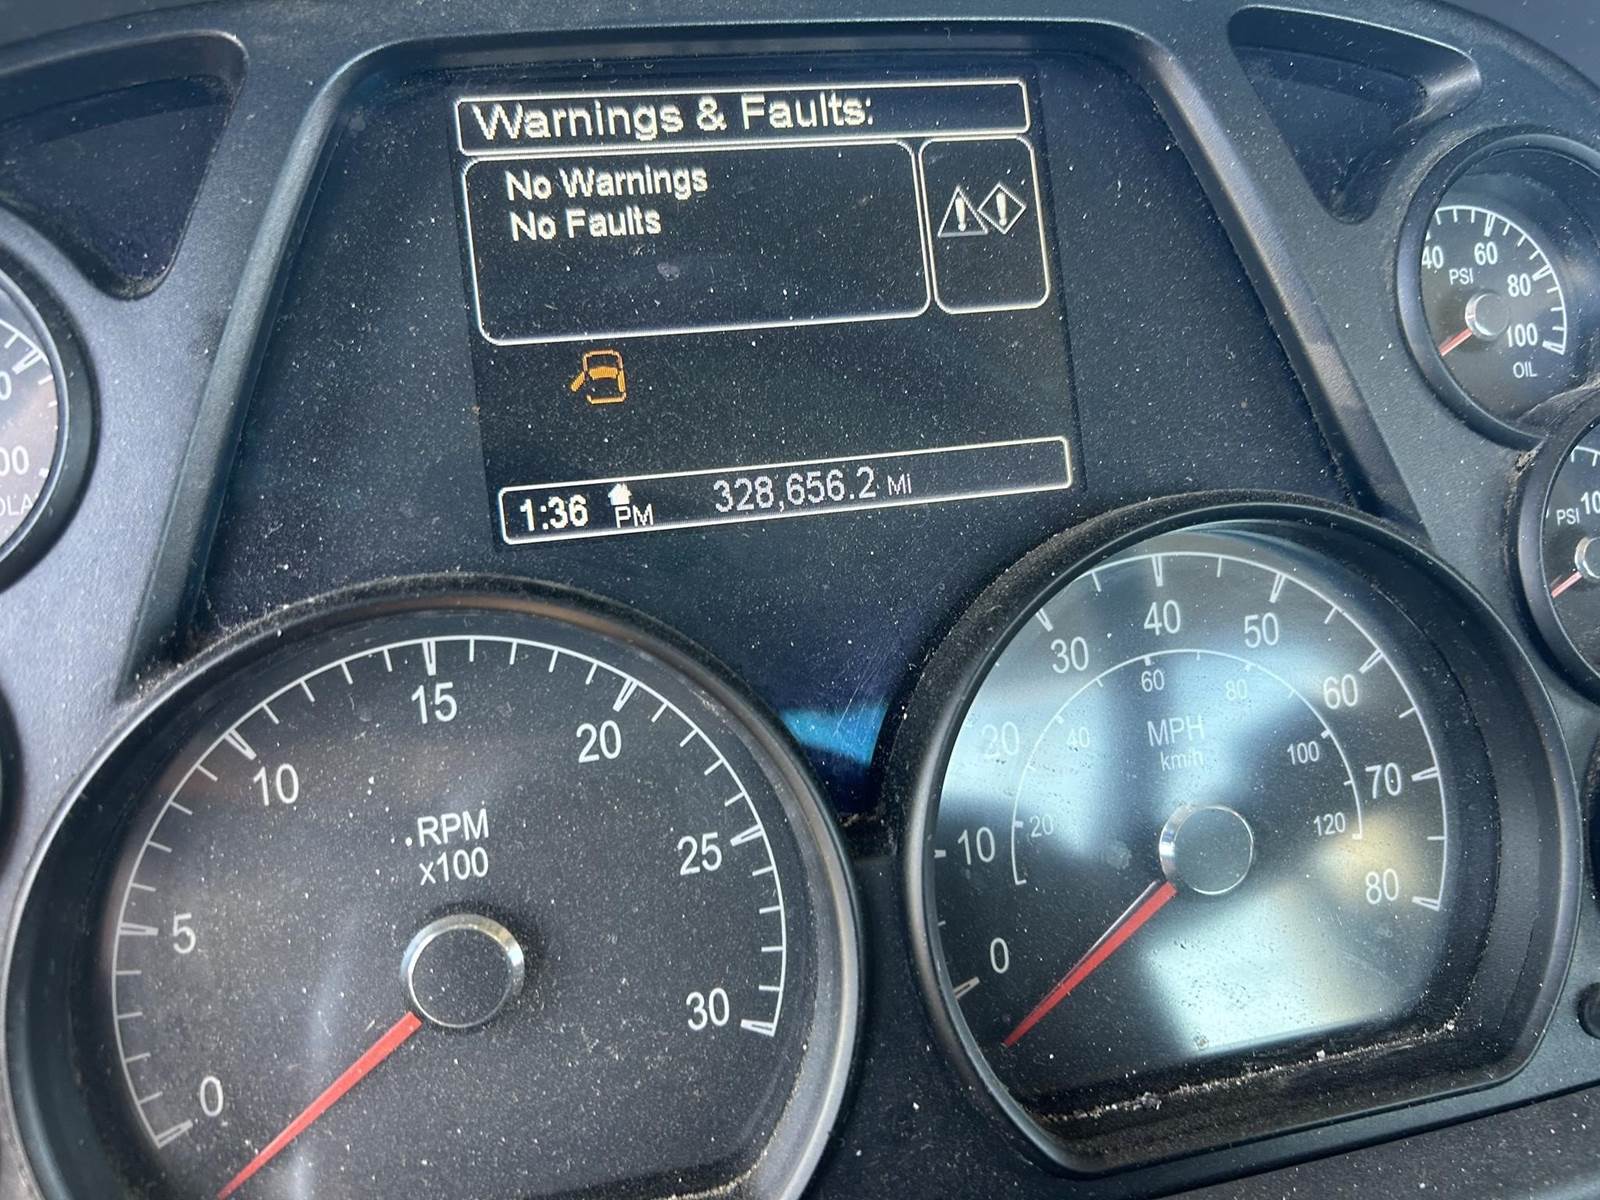 Warnings & Faults:
No Warnings
No Faults
1:36 PM 328,656.2 MI
40 60 80 100
PSI
OIL
PSI
0 5 10 15 20 25 30
RPM
x100
0 10 20 30 40 50 60 70 80
20 40 60 80 100 120
MPH
km/h